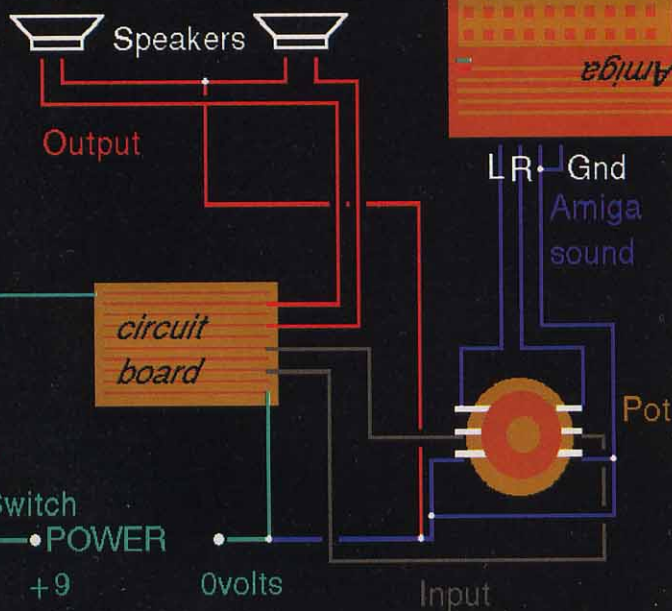 Speakers
Amiga
Output
L R Gnd
Amiga
sound
circuit
board
Pot
Switch
POWER
+9
0volts
Input